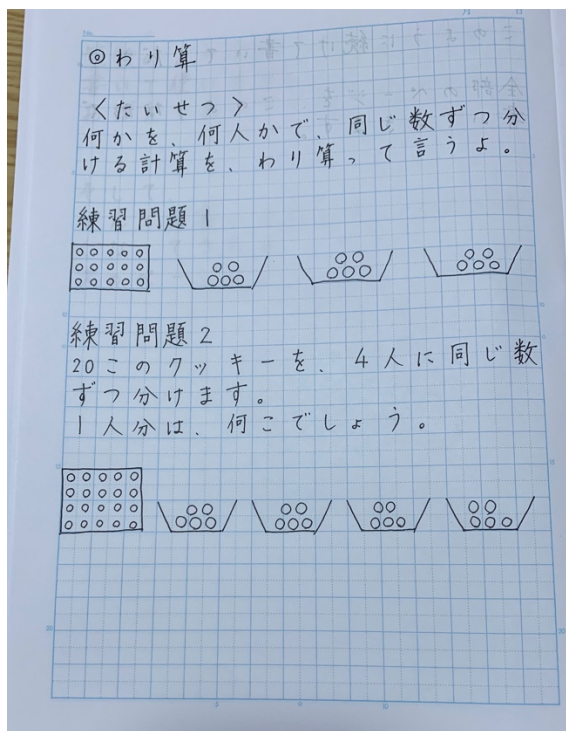 月 日
No.
◎わり算
〈たいせつ〉
何かを、何人かで、同じ数ずつ分
ける計算を、わり算って言うよ。
練習問題1
練習問題2
20このクッキーを、4人に同じ数
ずつ分けます。
1人分は、何こでしょう。